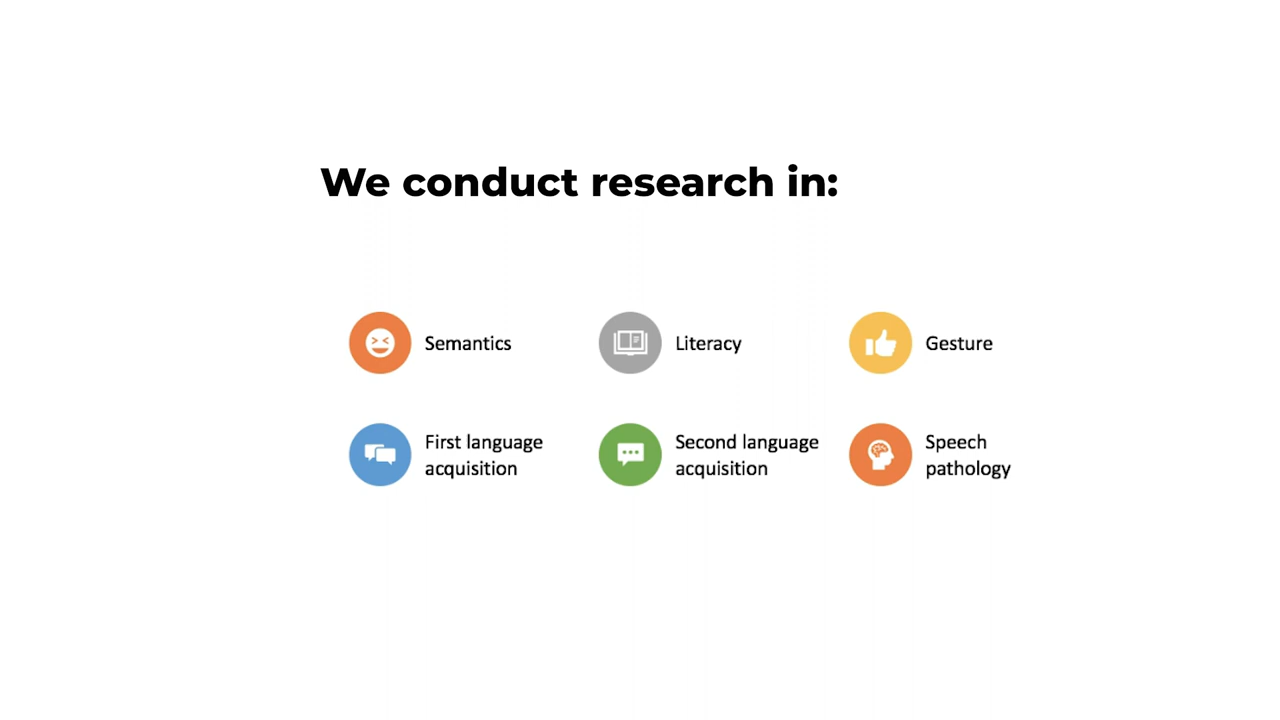 We conduct research in:
Semantics
Literacy
Gesture
First language
acquisition
Second language
acquisition
Speech
pathology